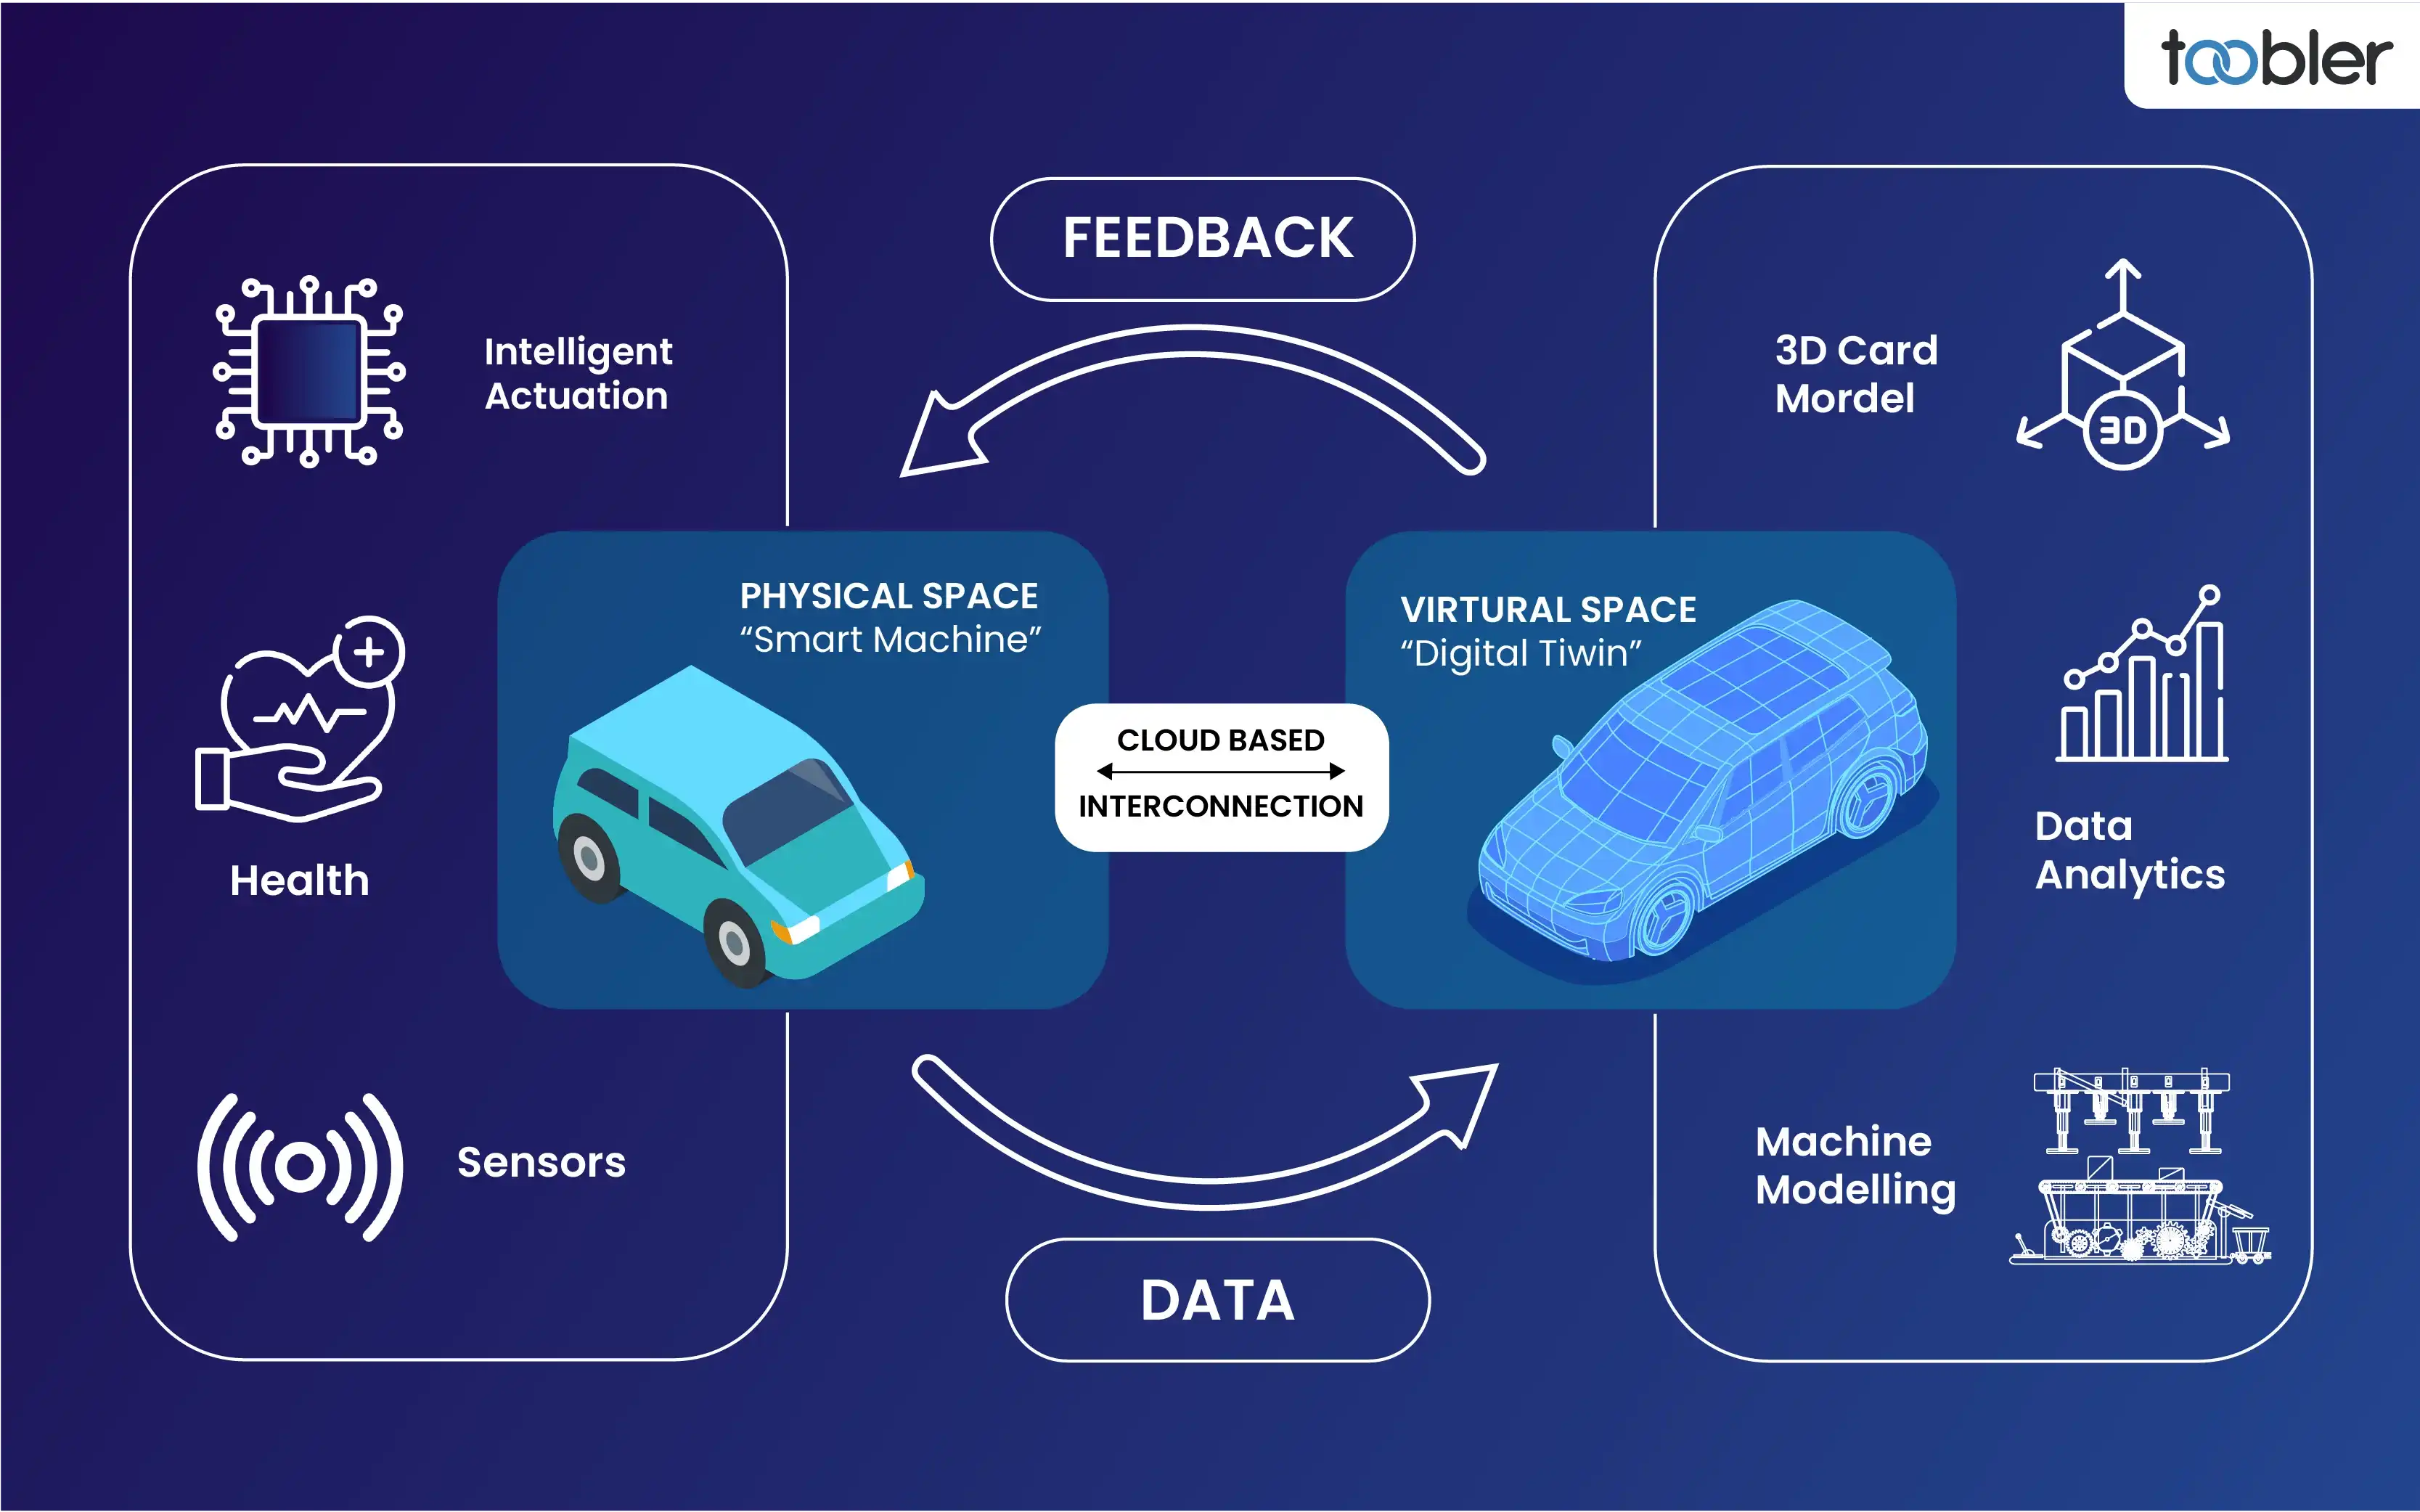 toobler
FEEDBACK
Intelligent
Actuation
3D Card
Mordel
3D
PHYSICAL SPACE
“Smart Machine”
VIRTURAL SPACE
“Digital Tiwin”
CLOUD BASED
INTERCONNECTION
Health
Data
Analytics
Sensors
Machine
Modelling
DATA